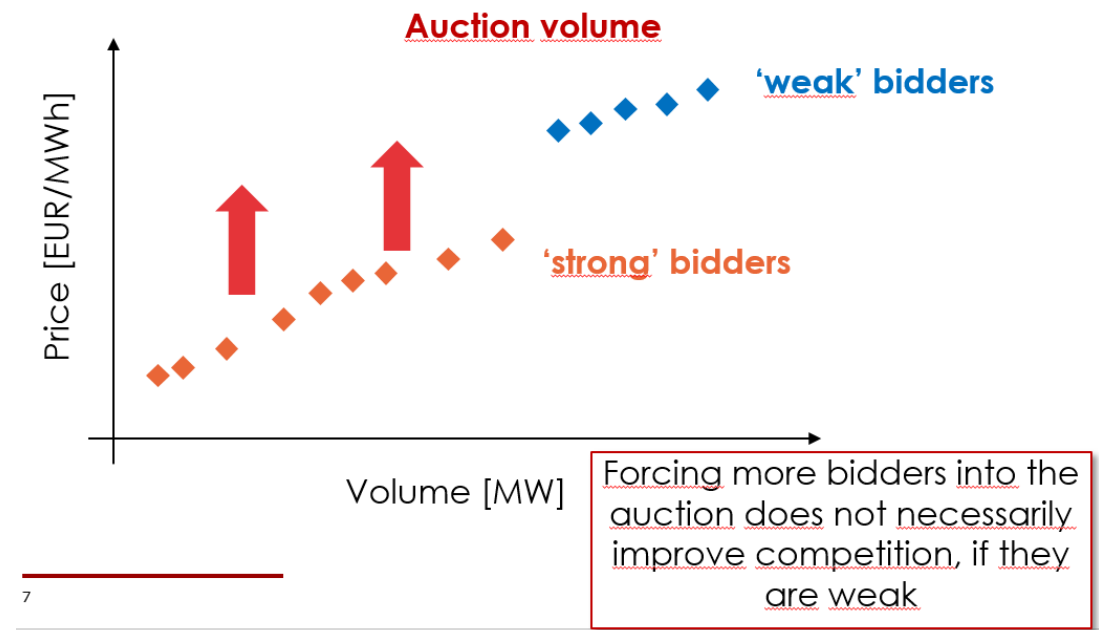 Auction volume
‘weak’ bidders
Price [EUR/MWh]
‘strong’ bidders
Volume [MW]
Forcing more bidders into the
auction does not necessarily
improve competition, if they
are weak
7